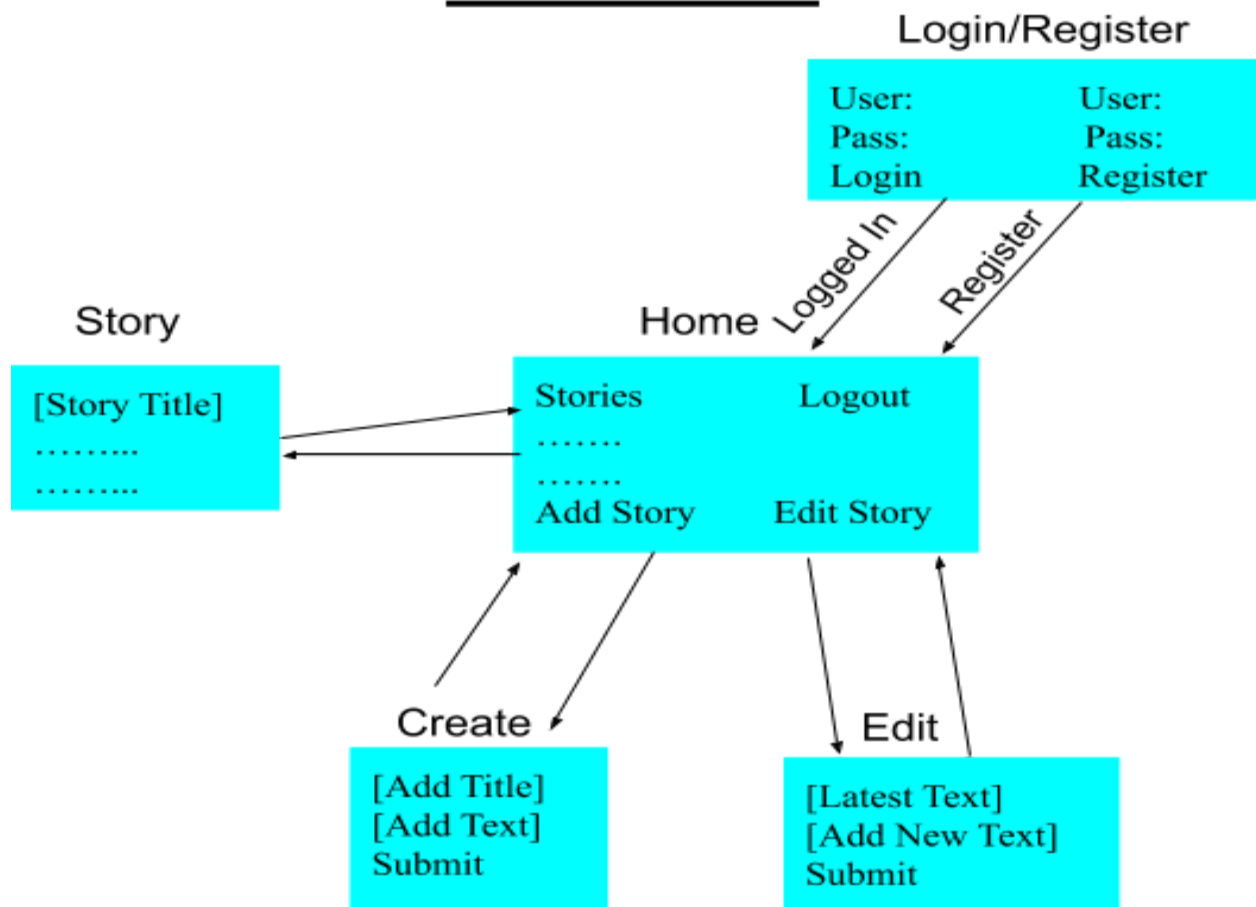 Login/Register
User: User:
Pass: Pass:
Login Register
Logged In
Register
Story
Home
[Story Title]
………...
………...
Stories Logout
…….
…….
Add Story Edit Story
Create
Edit
[Add Title]
[Add Text]
Submit
[Latest Text]
[Add New Text]
Submit